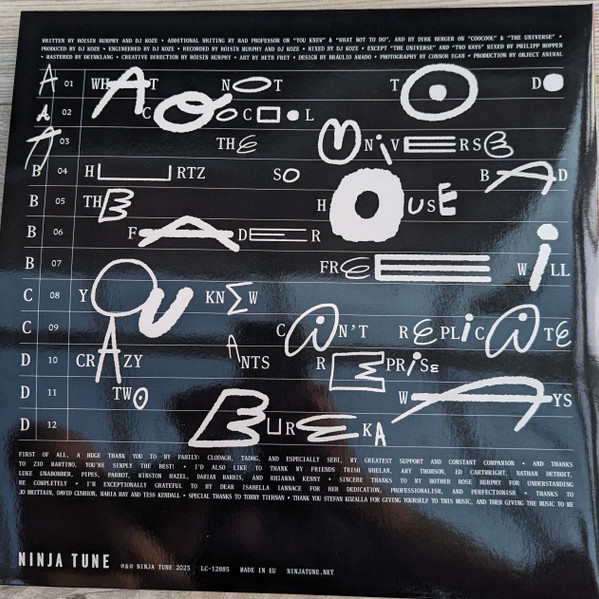 WRITTEN BY RÓISÍN MURPHY AND DJ KOZE • ADDITIONAL WRITING BY BAD PROFESSOR ON "YOU KNEW" & "WHAT NOT TO DO", AND BY DIRK BERGER ON "COOCOOL" & "THE UNIVERSE" •
PRODUCED BY DJ KOZE • ENGINEERED BY DJ KOZE • RECORDED BY RÓISÍN MURPHY AND DJ KOZE • MIXED BY DJ KOZE • EXCEPT "THE UNIVERSE" AND "TWO WAYS" MIXED BY PHILIPP HOPPEN
• MASTERED BY DEINKLANG • CREATIVE DIRECTION BY RÓISÍN MURPHY • ART BY BETH FREY • DESIGN BY BRÁULIO AMADO • PHOTOGRAPHY BY CONNOR EGAN • PRODUCTION BY OBJECT ANIMAL
A 01 WHAT NOT TO DO
A 02 COOCOOL
A 03 THE UNIVERSE
B 04 HURTZ SO BAD
B 05 THE HOUSE
B 06 FADER
B 07 FREE WILL
C 08 YOU KNEW
C 09 CAN'T REPLICATE
D 10 CRAZY ANTS REPRISE
D 11 TWO WAYS
D 12 EUREKA
FIRST OF ALL, A HUGE THANK YOU TO MY FAMILY: CLODAGH, TADHG, AND ESPECIALLY SEBI, MY GREATEST SUPPORT AND CONSTANT COMPANION • AND THANKS
TO ZIO MARTINO, YOU'RE SIMPLY THE BEST! • I'D ALSO LIKE TO THANK MY FRIENDS TRISH WHELAN, ARY THOMSON, ED CARTWRIGHT, NATHAN DETROIT,
LUKE UNABOMBER, PIPES, PARROT, WINSTON HAZEL, DARIAN HARRIS, AND RHIANNA KENNY • SINCERE THANKS TO MY MOTHER ROSE MURPHY FOR UNDERSTANDING
ME COMPLETELY • I'M EXCEPTIONALLY GRATEFUL TO MY DEAR ISABELLA IANNACE FOR HER DEDICATION, PROFESSIONALISM, AND PERFECTIONISM • THANKS TO
JO BRITTAIN, DAVID CUSHION, MARIA RAY AND TESS KENDALL • SPECIAL THANKS TO TOMMY TIERNAN • THANK YOU STEFAN KOZALLA FOR GIVING YOURSELF TO THIS MUSIC, AND THEN GIVING THE MUSIC TO ME
NINJA TUNE ℗&© NINJA TUNE 2023 LC-12885 MADE IN EU NINJATUNE.NET